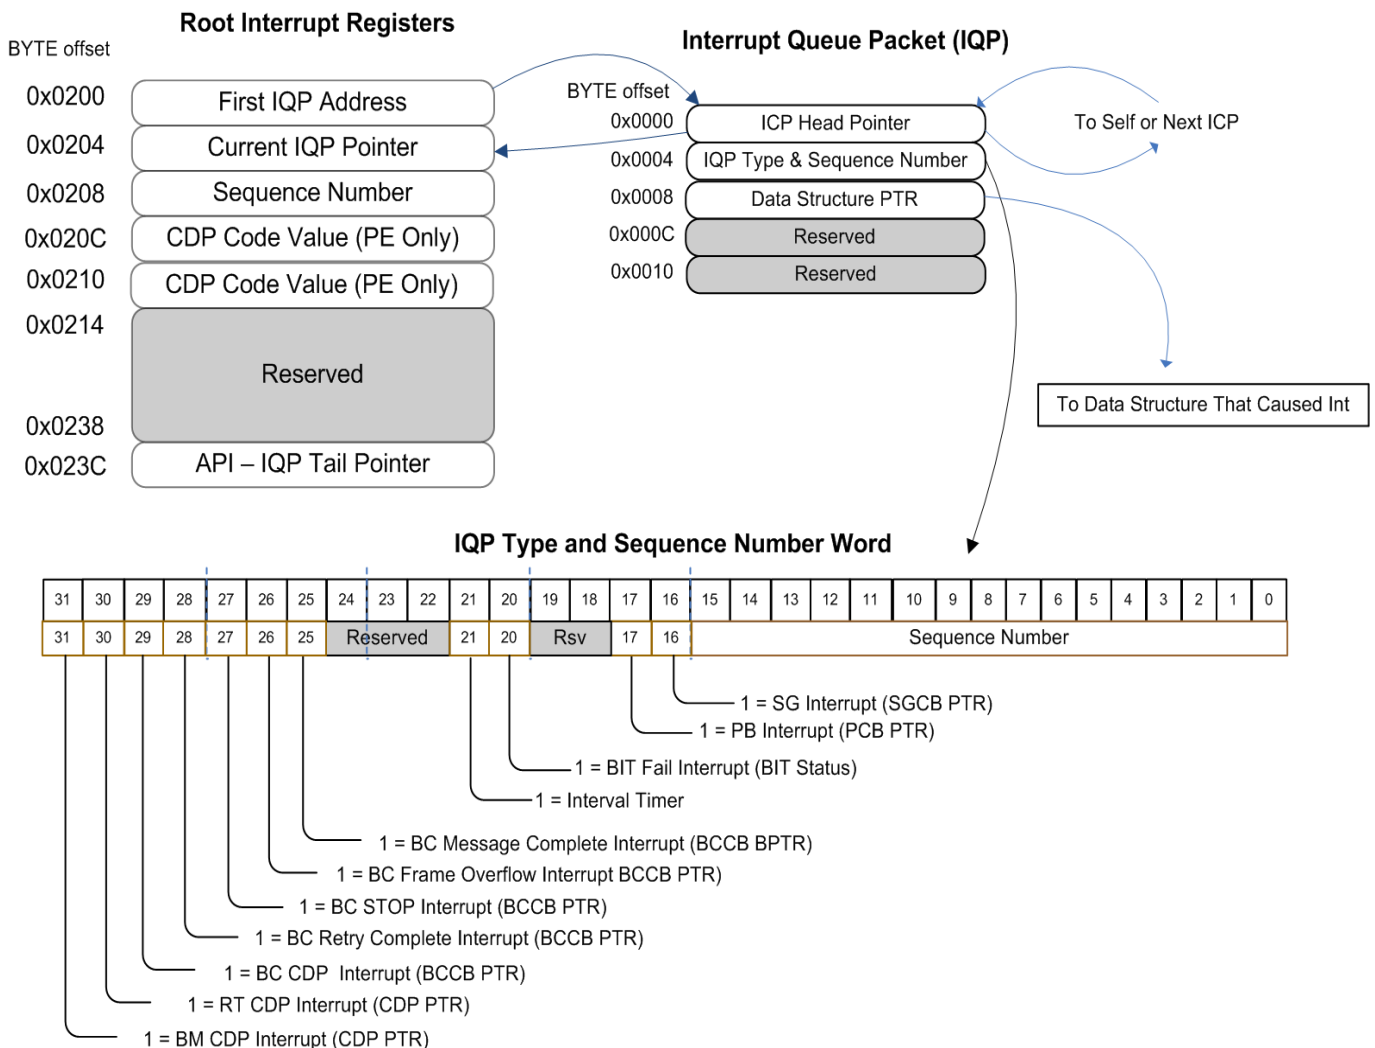 Root Interrupt Registers
BYTE offset
0x0200 First IQP Address
0x0204 Current IQP Pointer
0x0208 Sequence Number
0x020C CDP Code Value (PE Only)
0x0210 CDP Code Value (PE Only)
0x0214
Reserved
0x0238
0x023C API – IQP Tail Pointer
Interrupt Queue Packet (IQP)
BYTE offset
0x0000 ICP Head Pointer
0x0004 IQP Type & Sequence Number
0x0008 Data Structure PTR
0x000C Reserved
0x0010 Reserved
To Self or Next ICP
To Data Structure That Caused Int
IQP Type and Sequence Number Word
31 30 29 28 27 26 25 24 23 22 21 20 19 18 17 16 15 14 13 12 11 10 9 8 7 6 5 4 3 2 1 0
31 30 29 28 27 26 25 Reserved 21 20 Rsv 17 16 Sequence Number
1 = SG Interrupt (SGCB PTR)
1 = PB Interrupt (PCB PTR)
1 = BIT Fail Interrupt (BIT Status)
1 = Interval Timer
1 = BC Message Complete Interrupt (BCCB BPTR)
1 = BC Frame Overflow Interrupt BCCB PTR)
1 = BC STOP Interrupt (BCCB PTR)
1 = BC Retry Complete Interrupt (BCCB PTR)
1 = BC CDP Interrupt (BCCB PTR)
1 = RT CDP Interrupt (CDP PTR)
1 = BM CDP Interrupt (CDP PTR)